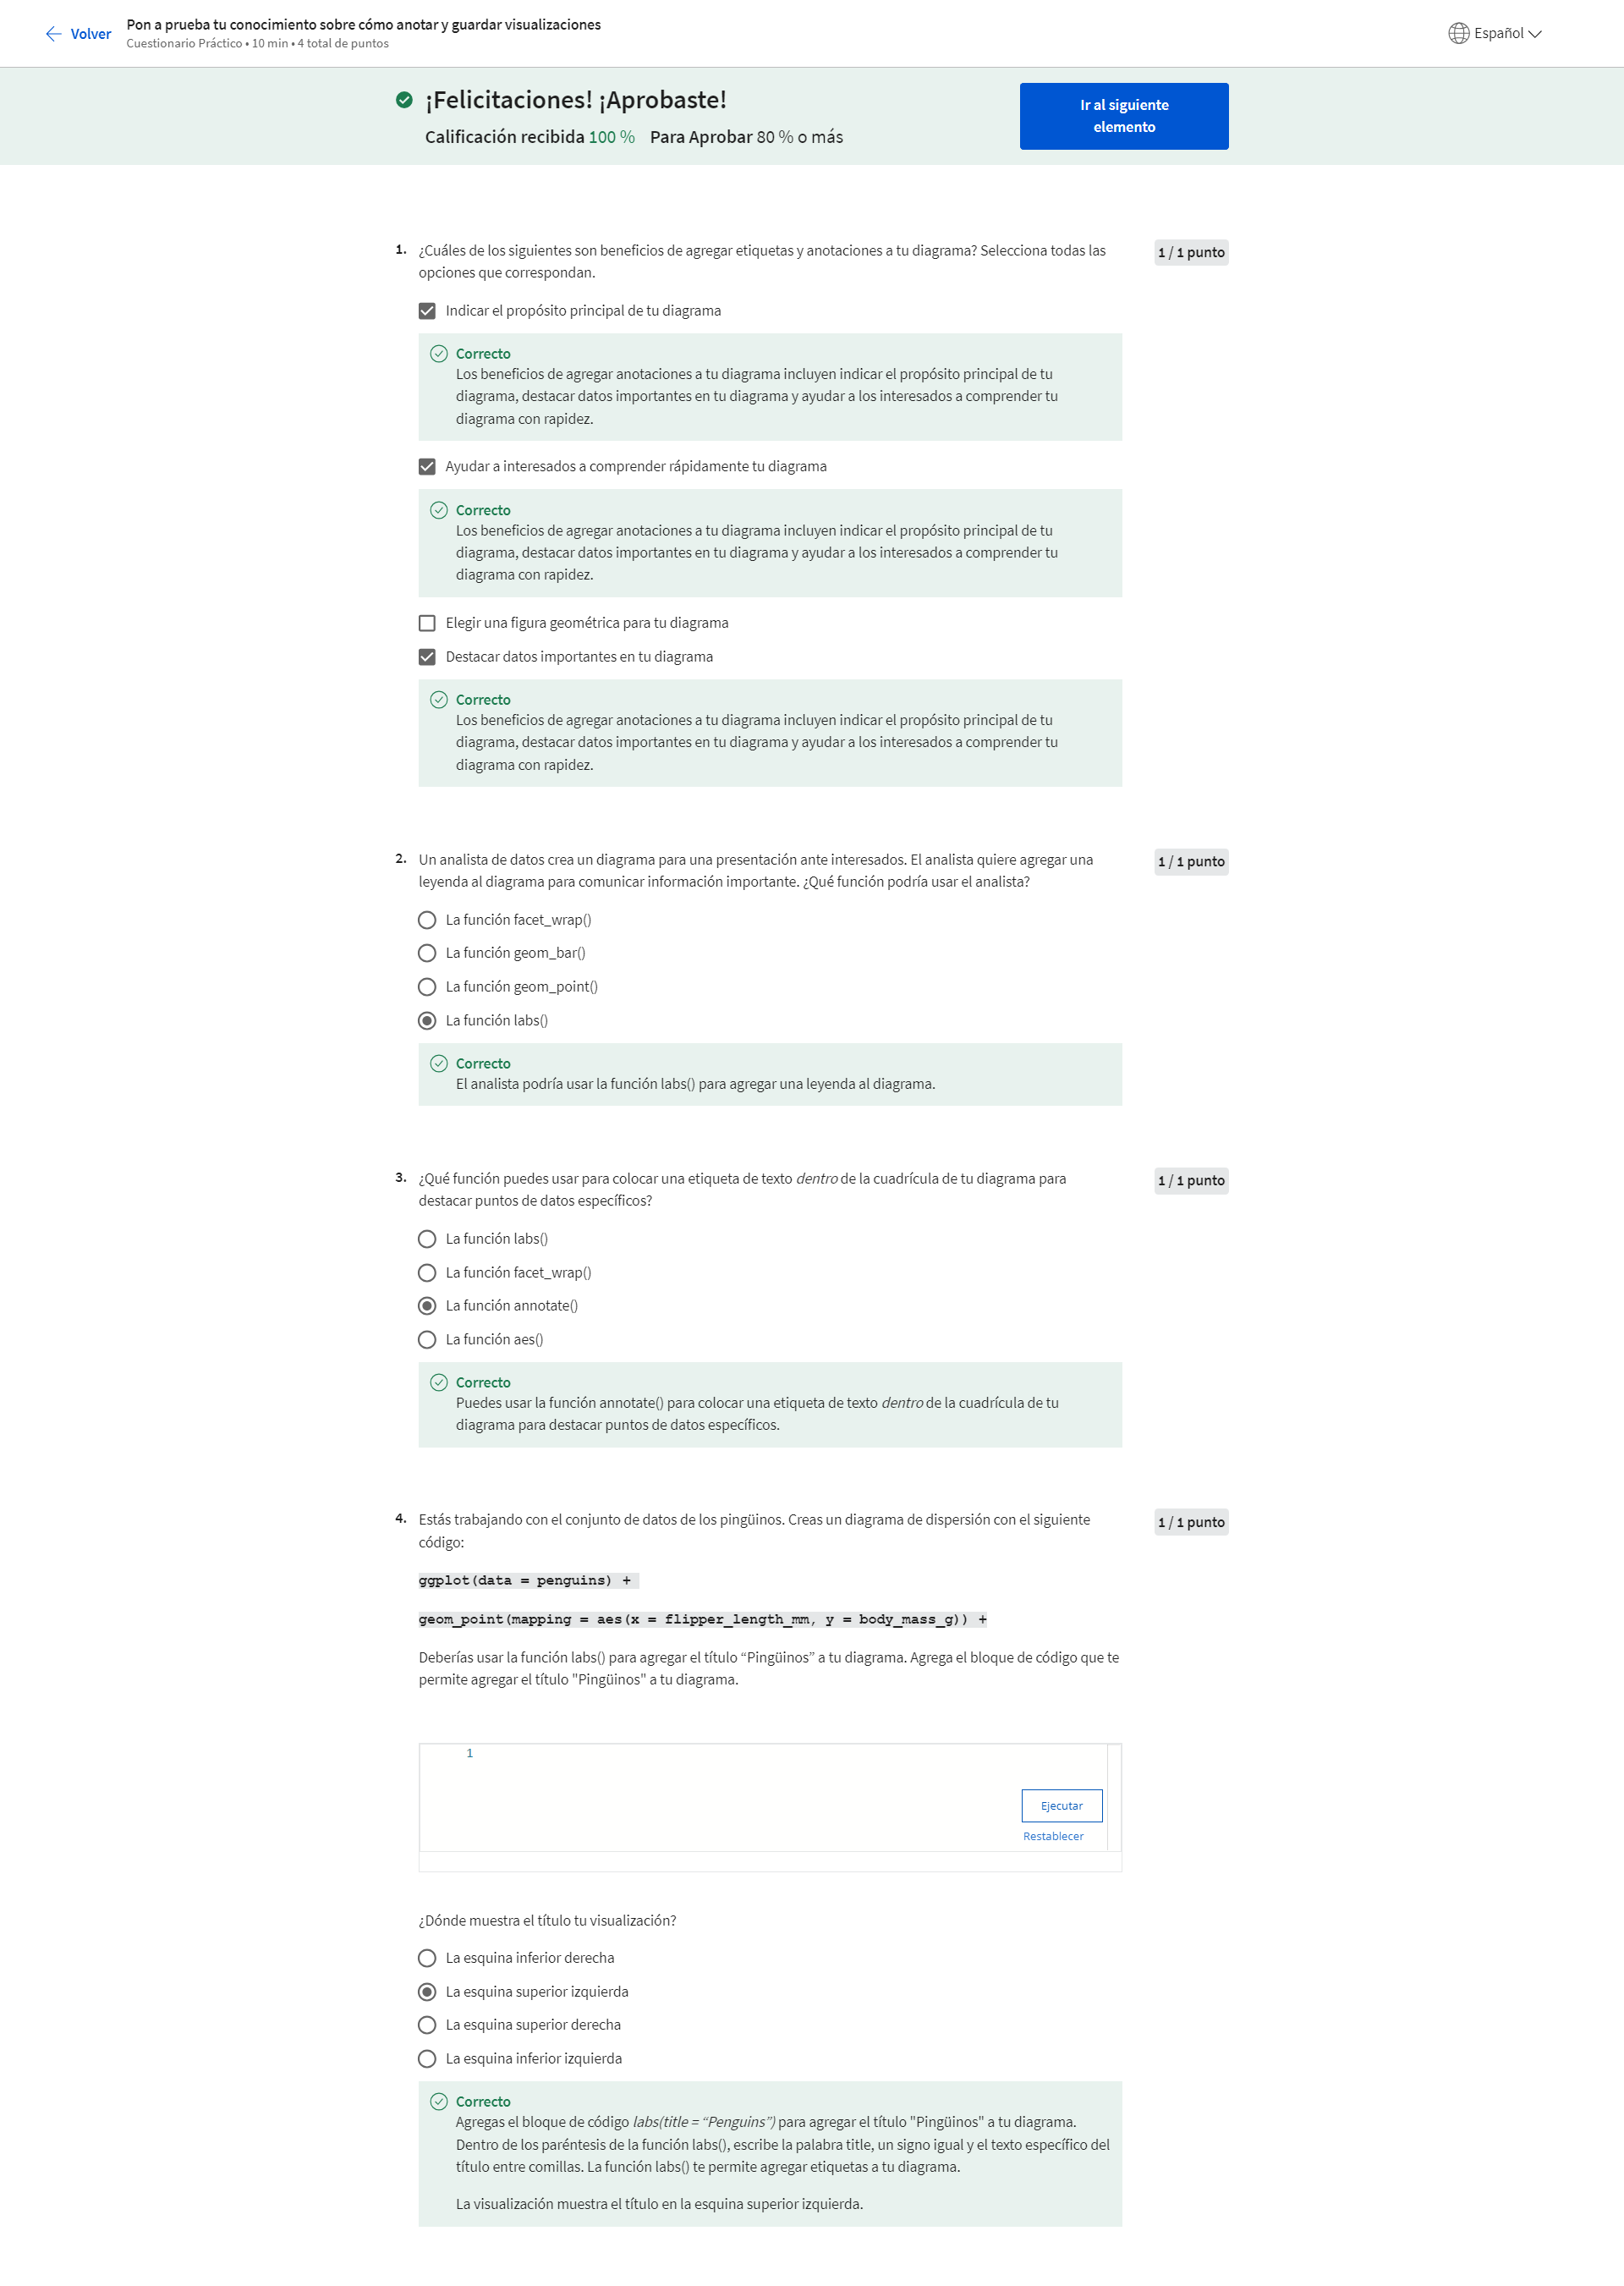 Volver
Pon a prueba tu conocimiento sobre cómo anotar y guardar visualizaciones
Cuestionario Práctico • 10 min • 4 total de puntos
Español
¡Felicitaciones! ¡Aprobaste!
Calificación recibida 100 % Para Aprobar 80 % o más
Ir al siguiente
elemento
1. ¿Cuáles de los siguientes son beneficios de agregar etiquetas y anotaciones a tu diagrama? Selecciona todas las
opciones que correspondan.
1 / 1 punto
Indicar el propósito principal de tu diagrama
Correcto
Los beneficios de agregar anotaciones a tu diagrama incluyen indicar el propósito principal de tu
diagrama, destacar datos importantes en tu diagrama y ayudar a los interesados a comprender tu
diagrama con rapidez.
Ayudar a interesados a comprender rápidamente tu diagrama
Correcto
Los beneficios de agregar anotaciones a tu diagrama incluyen indicar el propósito principal de tu
diagrama, destacar datos importantes en tu diagrama y ayudar a los interesados a comprender tu
diagrama con rapidez.
Elegir una figura geométrica para tu diagrama
Destacar datos importantes en tu diagrama
Correcto
Los beneficios de agregar anotaciones a tu diagrama incluyen indicar el propósito principal de tu
diagrama, destacar datos importantes en tu diagrama y ayudar a los interesados a comprender tu
diagrama con rapidez.
2. Un analista de datos crea un diagrama para una presentación ante interesados. El analista quiere agregar una
leyenda al diagrama para comunicar información importante. ¿Qué función podría usar el analista?
1 / 1 punto
La función facet_wrap()
La función geom_bar()
La función geom_point()
La función labs()
Correcto
El analista podría usar la función labs() para agregar una leyenda al diagrama.
3. ¿Qué función puedes usar para colocar una etiqueta de texto dentro de la cuadrícula de tu diagrama para
destacar puntos de datos específicos?
1 / 1 punto
La función labs()
La función facet_wrap()
La función annotate()
La función aes()
Correcto
Puedes usar la función annotate() para colocar una etiqueta de texto dentro de la cuadrícula de tu
diagrama para destacar puntos de datos específicos.
4. Estás trabajando con el conjunto de datos de los pingüinos. Creas un diagrama de dispersión con el siguiente
código:
1 / 1 punto
ggplot(data = penguins) +
geom_point(mapping = aes(x = flipper_length_mm, y = body_mass_g)) +
Deberías usar la función labs() para agregar el título “Pingüinos” a tu diagrama. Agrega el bloque de código que te
permite agregar el título "Pingüinos" a tu diagrama.
1
Ejecutar
Restablecer
¿Dónde muestra el título tu visualización?
La esquina inferior derecha
La esquina superior izquierda
La esquina superior derecha
La esquina inferior izquierda
Correcto
Agregas el bloque de código labs(title = “Penguins”) para agregar el título "Pingüinos" a tu diagrama.
Dentro de los paréntesis de la función labs(), escribe la palabra title, un signo igual y el texto específico del
título entre comillas. La función labs() te permite agregar etiquetas a tu diagrama.
La visualización muestra el título en la esquina superior izquierda.